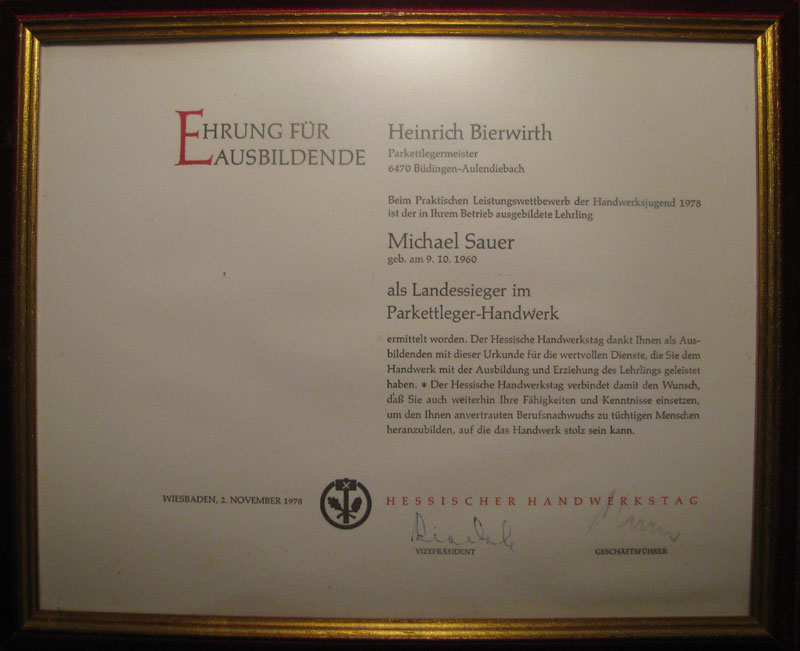 EHRUNG FÜR
AUSBILDENDE
Heinrich Bierwirth
Parkettlegermeister
6470 Büdingen-Aulendiebach
Beim Praktischen Leistungswettbewerb der Handwerksjugend 1978
ist der in Ihrem Betrieb ausgebildete Lehrling
Michael Sauer
geb. am 9. 10. 1960
als Landessieger im
Parkettleger-Handwerk
ermittelt worden. Der Hessische Handwerkstag dankt Ihnen als Aus-
bildenden mit dieser Urkunde für die wertvollen Dienste, die Sie dem
Handwerk mit der Ausbildung und Erziehung des Lehrlings geleistet
haben. * Der Hessische Handwerkstag verbindet damit den Wunsch,
daß Sie auch weiterhin Ihre Fähigkeiten und Kenntnisse einsetzen,
um den Ihnen anvertrauten Berufsnachwuchs zu tüchtigen Menschen
heranzubilden, auf die das Handwerk stolz sein kann.
WIESBADEN, 2. NOVEMBER 1978
HESSISCHER HANDWERKSTAG
VIZEPRÄSIDENT
GESCHÄFTSFÜHRER